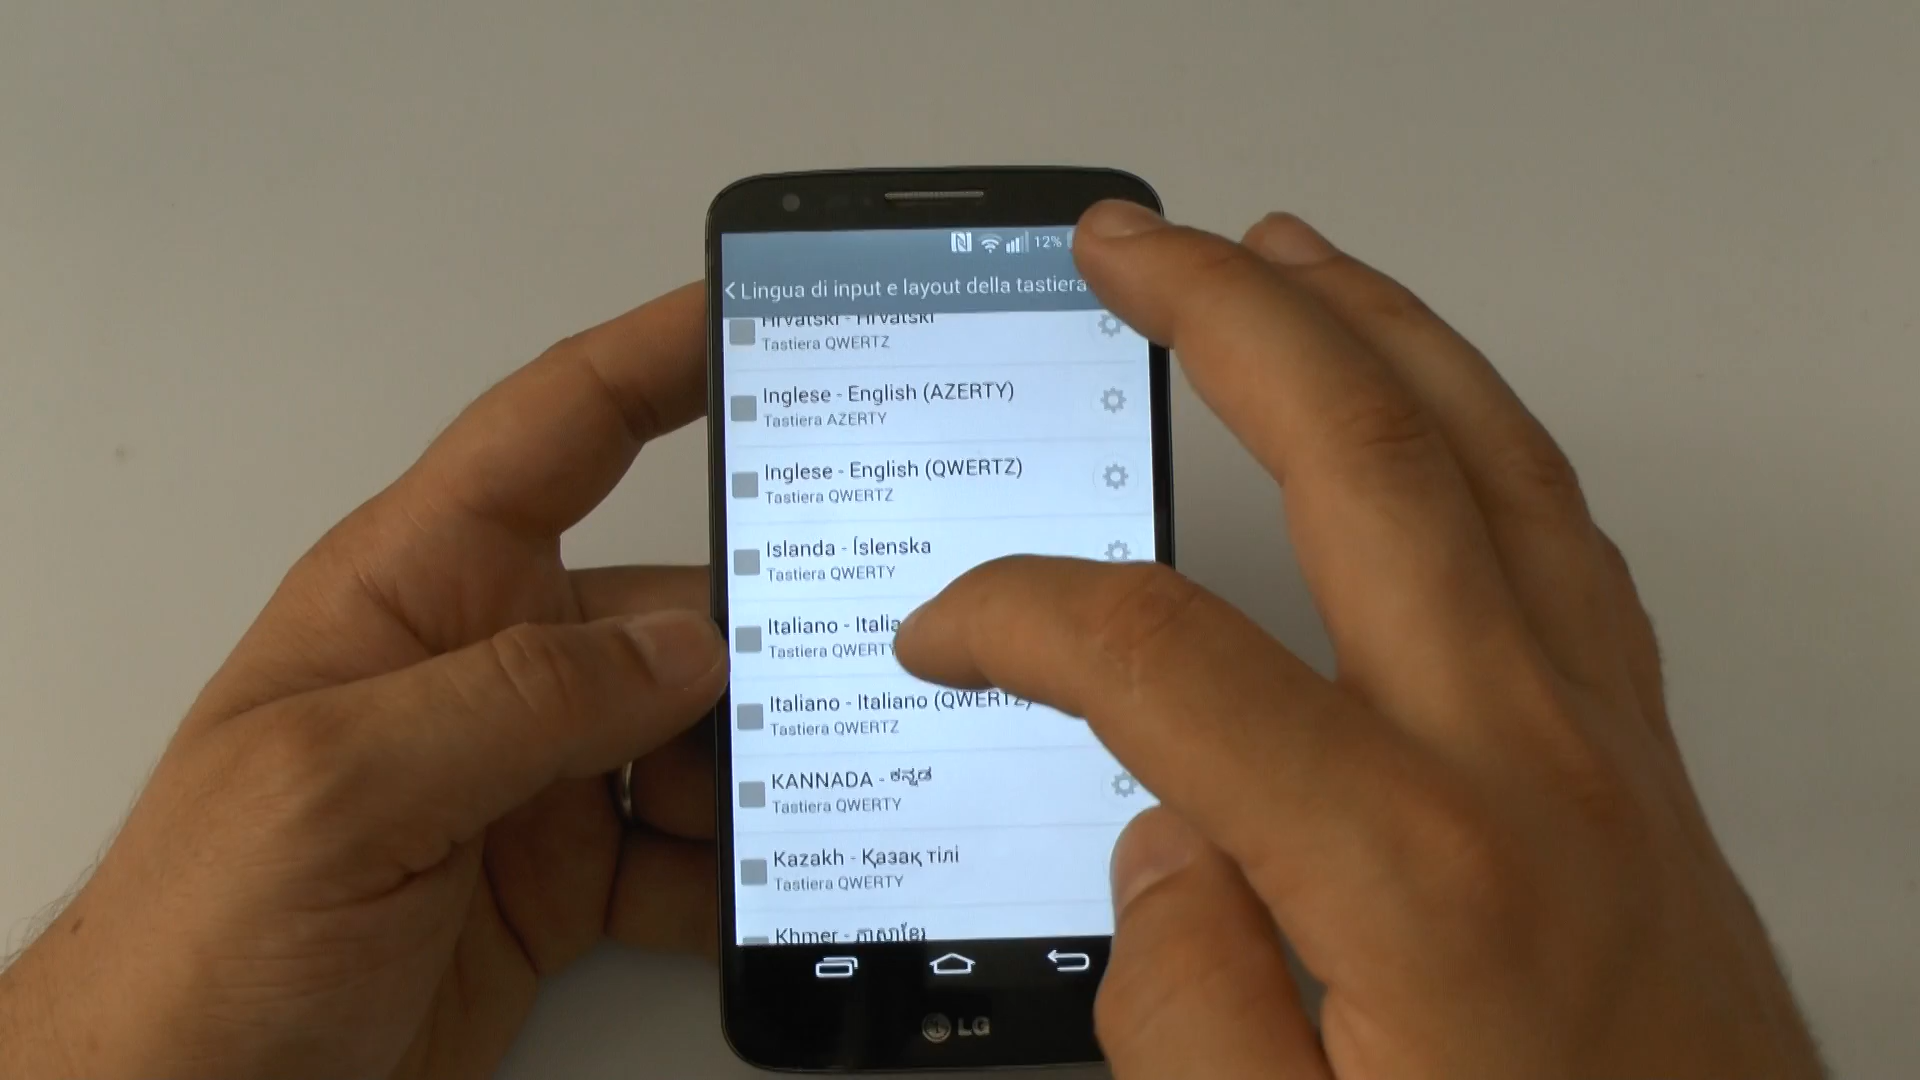 12%
Lingua di input e layout della tastiera
Hrvatski - Hrvatski
Tastiera QWERTZ
Inglese - English (AZERTY)
Tastiera AZERTY
Inglese - English (QWERTZ)
Tastiera QWERTZ
Islanda - Íslenska
Tastiera QWERTY
Italiano - Italia
Tastiera QWERTY
Italiano - Italiano (QWERTZ)
Tastiera QWERTZ
KANNADA - ಕನ್ನಡ
Tastiera QWERTY
Kazakh - Қазақ тілі
Tastiera QWERTY
Khmer - ភាសាខ្មែរ
LG